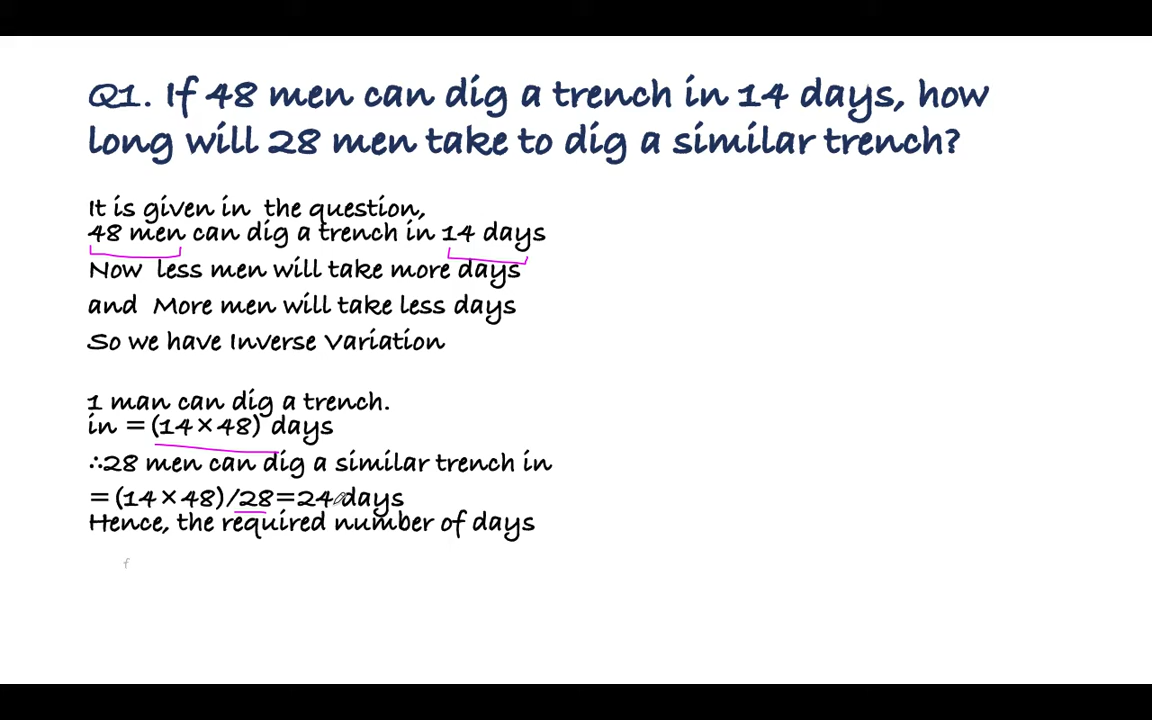 Q1. If 48 men can dig a trench in 14 days, how
long will 28 men take to dig a similar trench?
It is given in the question,
48 men can dig a trench in 14 days
Now less men will take more days
and More men will take less days
So we have Inverse Variation
1 man can dig a trench.
in =(14×48) days
∴28 men can dig a similar trench in
=(14×48)/28=24 days
Hence, the required number of days
f